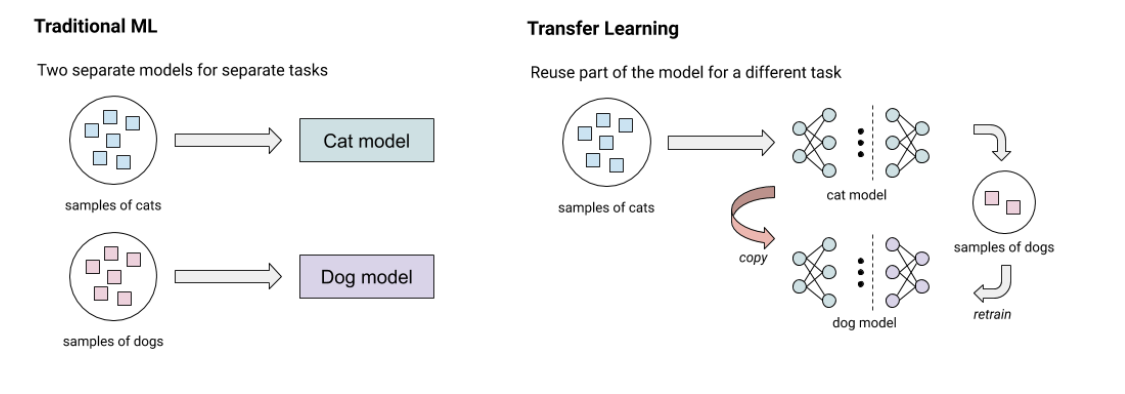 Traditional ML
Two separate models for separate tasks
samples of cats
Cat model
samples of dogs
Dog model
Transfer Learning
Reuse part of the model for a different task
samples of cats
cat model
samples of dogs
copy
dog model
retrain